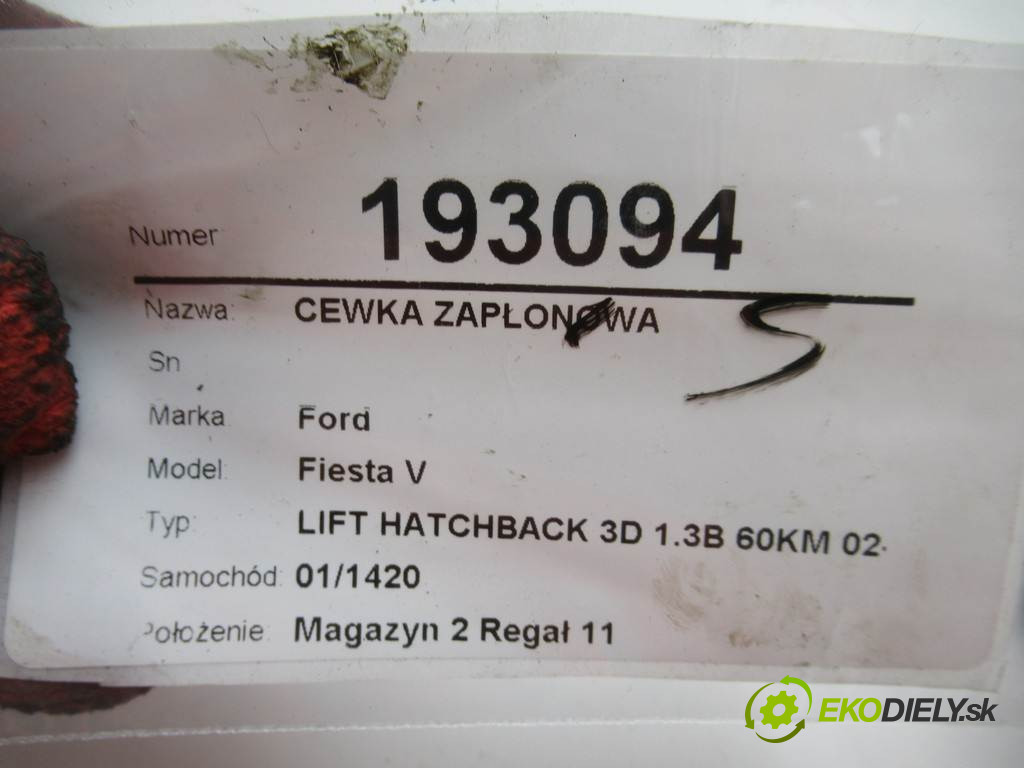 Numer 193094
Nazwa: CEWKA ZAPŁONOWA
S
Sn
Marka Ford
Model: Fiesta V
Typ: LIFT HATCHBACK 3D 1.3B 60KM 02-
Samochód: 01/1420
Położenie: Magazyn 2 Regał 11
EKODIELY.sk